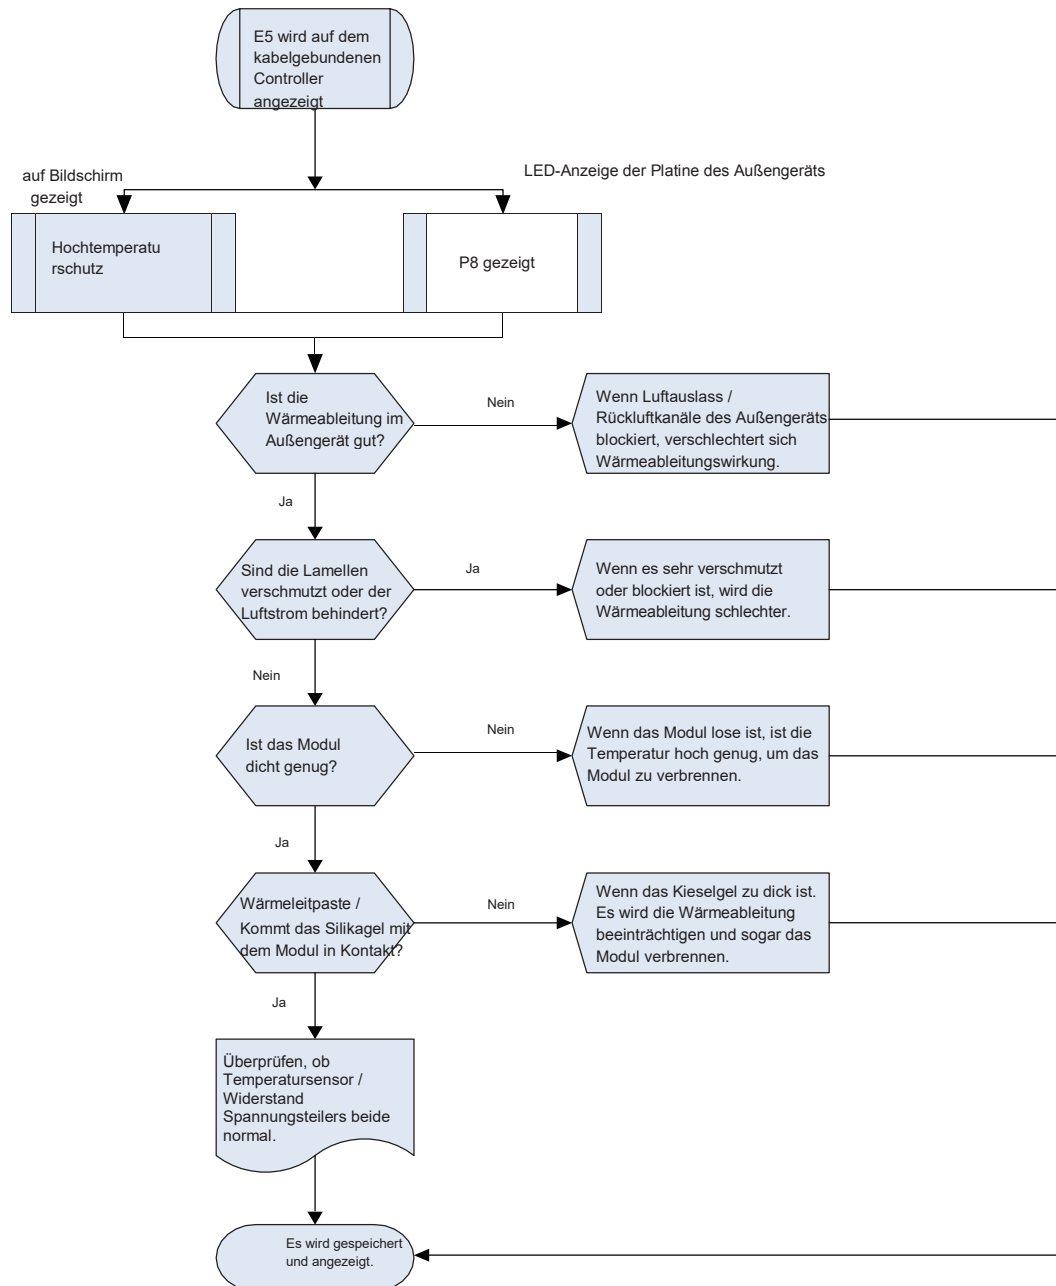 E5 wird auf dem
kabelgebundenen
Controller
angezeigt
auf Bildschirm
gezeigt
LED-Anzeige der Platine des Außengeräts
Hochtemperatu
rschutz
P8 gezeigt
Ist die
Wärmeableitung im
Außengerät gut?
Nein
Wenn Luftauslass /
Rückluftkanäle des Außengeräts
blockiert, verschlechtert sich
Wärmeableitungswirkung.
Ja
Sind die Lamellen
verschmutzt oder der
Luftstrom behindert?
Ja
Wenn es sehr verschmutzt
oder blockiert ist, wird die
Wärmeableitung schlechter.
Nein
Ist das Modul
dicht genug?
Nein
Wenn das Modul lose ist, ist die
Temperatur hoch genug, um das
Modul zu verbrennen.
Ja
Wärmeleitpaste /
Kommt das Silikagel mit
dem Modul in Kontakt?
Nein
Wenn das Kieselgel zu dick ist.
Es wird die Wärmeableitung
beeinträchtigen und sogar das
Modul verbrennen.
Ja
Überprüfen, ob
Temperatursensor /
Widerstand
Spannungsteilers beide
normal.
Es wird gespeichert
und angezeigt.